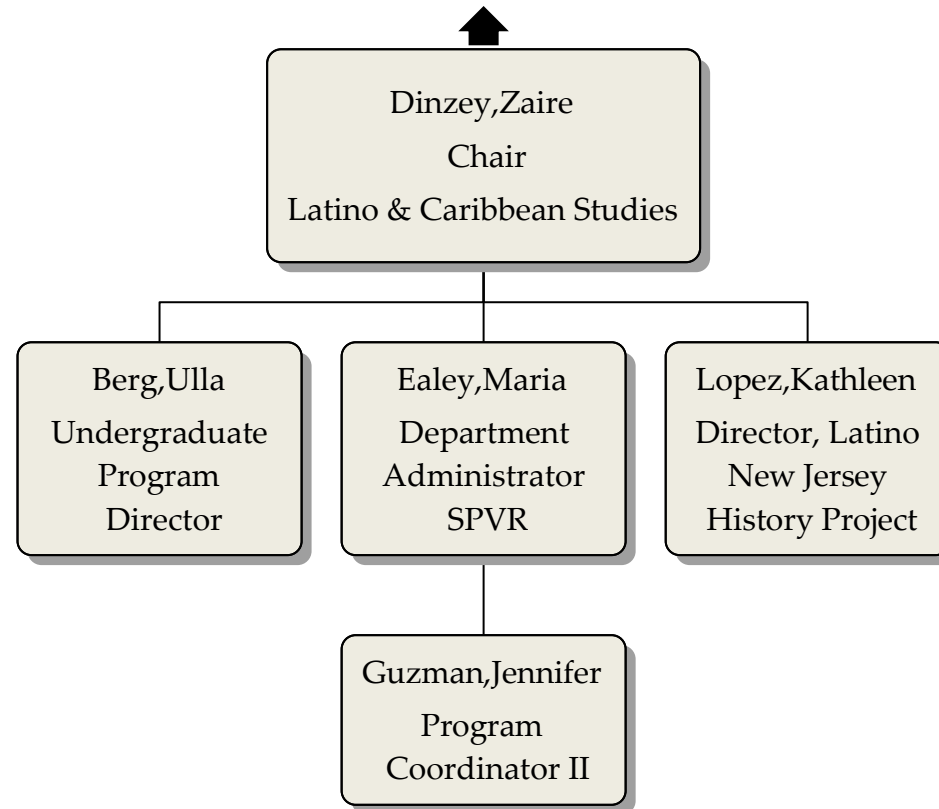 Dinzey,Zaire
Chair
Latino & Caribbean Studies
Berg,Ulla
Undergraduate
Program
Director
Ealey,Maria
Department
Administrator
SPVR
Lopez,Kathleen
Director, Latino
New Jersey
History Project
Guzman,Jennifer
Program
Coordinator II